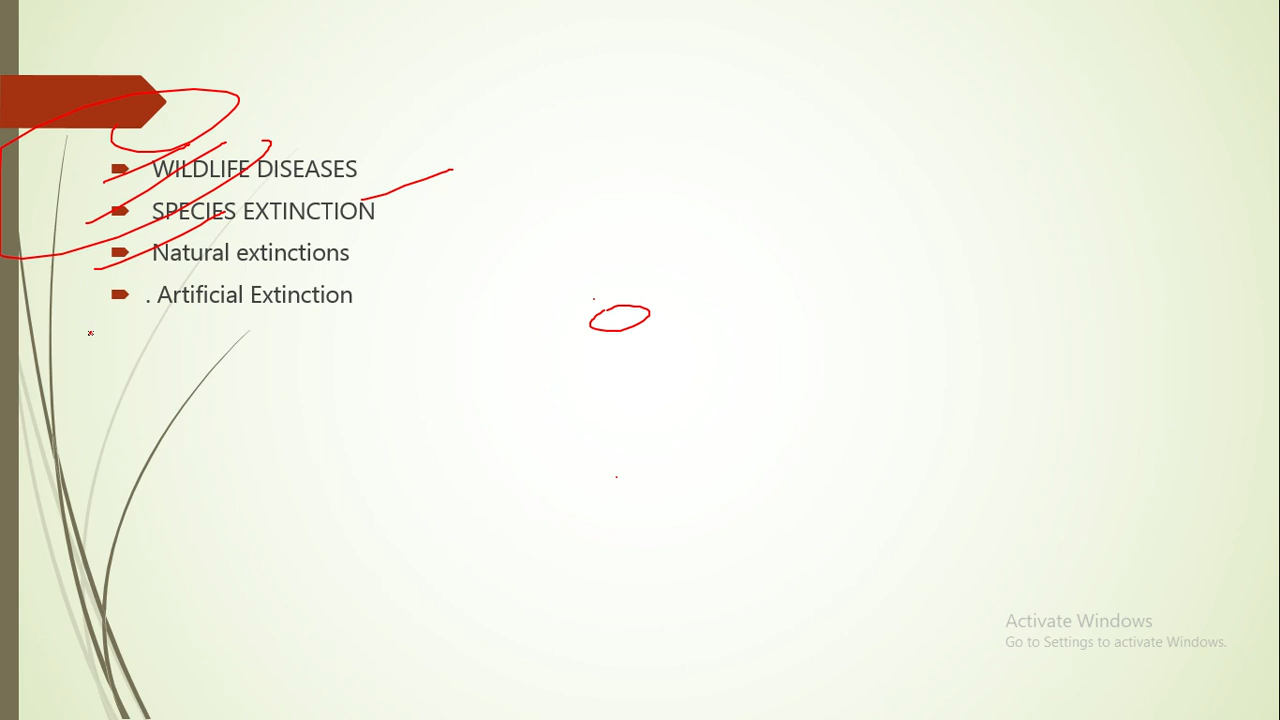 WILDLIFE DISEASES
SPECIES EXTINCTION
Natural extinctions
. Artificial Extinction
Activate Windows
Go to Settings to activate Windows.